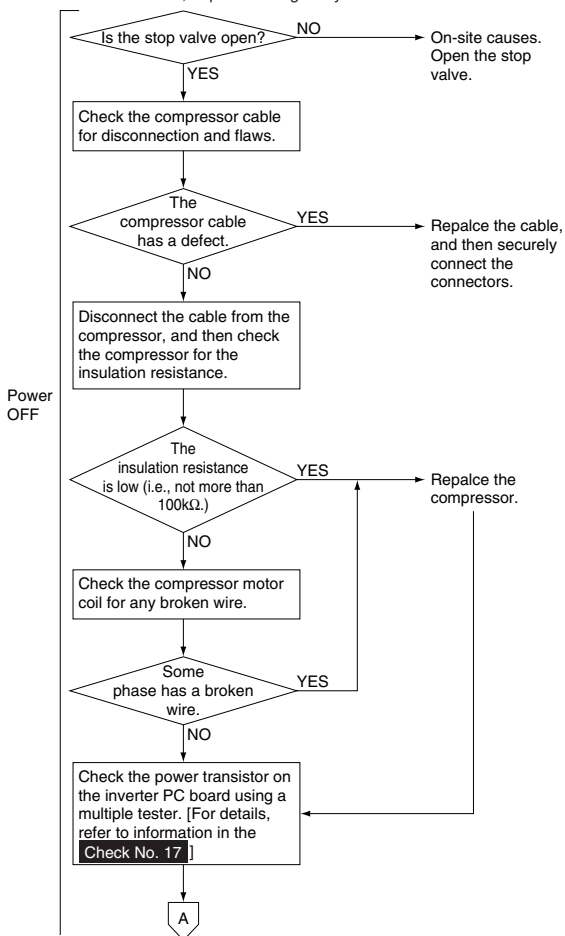 Is the stop valve open?
NO
On-site causes.
Open the stop
valve.
YES
Check the compressor cable
for disconnection and flaws.
The
compressor cable
has a defect.
YES
Repalce the cable,
and then securely
connect the
connectors.
NO
Disconnect the cable from the
compressor, and then check
the compressor for the
insulation resistance.
Power
OFF
The
insulation resistance
is low (i.e., not more than
100kΩ.)
YES
Repalce the
compressor.
NO
Check the compressor motor
coil for any broken wire.
Some
phase has a broken
wire.
YES
NO
Check the power transistor on
the inverter PC board using a
multiple tester. [For details,
refer to information in the
Check No. 17 ]
A